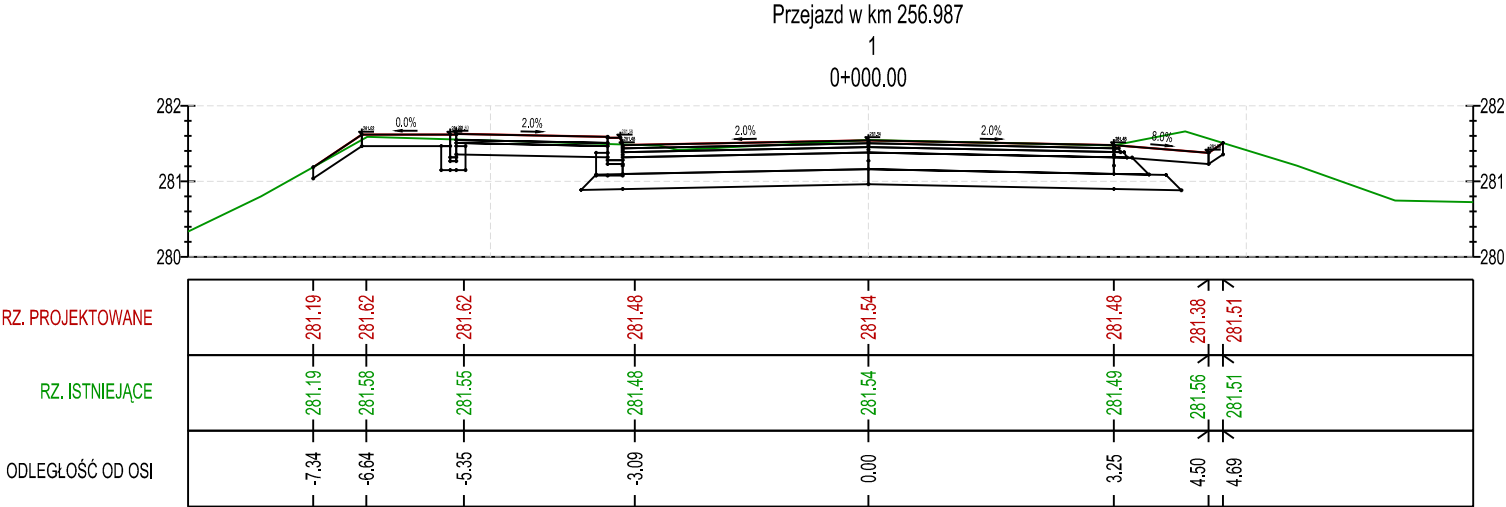 Przejazd w km 256.987
1
0+000.00
282 282
0.0% 2.0% 2.0% 2.0% 8.0%
281 281
280 280
RZ. PROJEKTOWANE 281.19 281.62 281.62 281.48 281.54 281.48 281.38 281.51
RZ. ISTNIEJĄCE 281.19 281.58 281.55 281.48 281.54 281.49 281.56 281.51
ODLEGŁOŚĆ OD OSI -7.34 -6.64 -5.35 -3.09 0.00 3.25 4.50 4.69